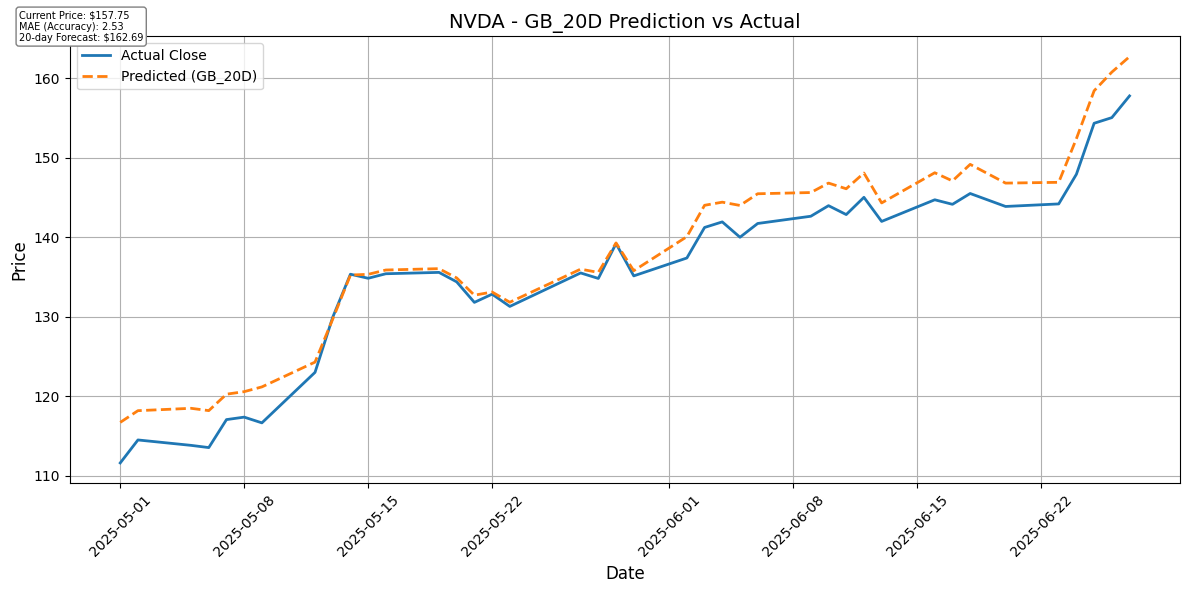 NVDA - GB_20D Prediction vs Actual
Current Price: $157.75
MAE (Accuracy): 2.53
20-day Forecast: $162.69
Actual Close
Predicted (GB_20D)
Price
160
150
140
130
120
110
2025-05-01
2025-05-08
2025-05-15
2025-05-22
2025-06-01
2025-06-08
2025-06-15
2025-06-22
Date